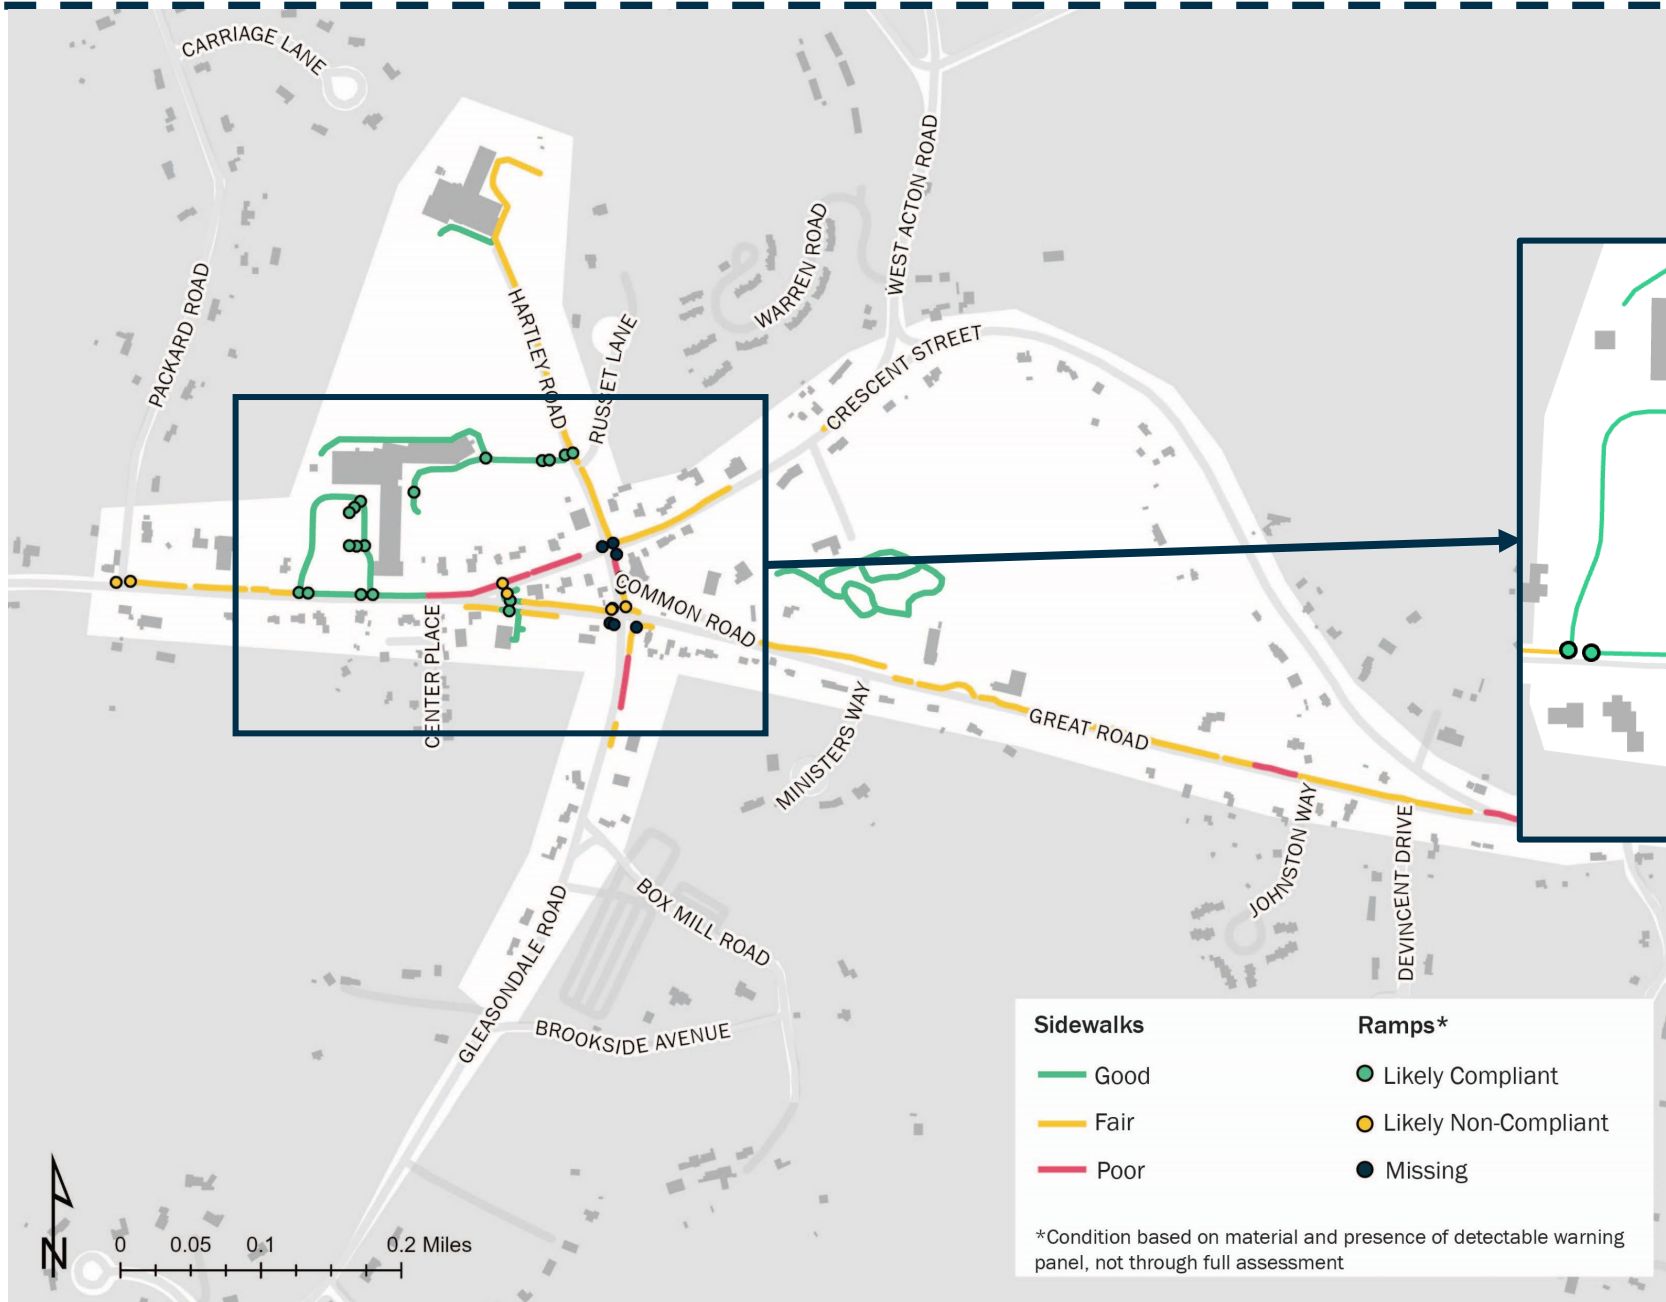 CARRIAGE LANE
PACKARD ROAD
HARTLEY ROAD
RUSSET LANE
WARREN ROAD
WEST ACTON ROAD
CRESCENT STREET
COMMON ROAD
CENTER PLACE
MINISTERS WAY
GREAT ROAD
JOHNSTON WAY
DEVINCENT DRIVE
BOX MILL ROAD
GLEASONDALE ROAD
BROOKSIDE AVENUE
Sidewalks
Good
Fair
Poor
Ramps*
Likely Compliant
Likely Non-Compliant
Missing
*Condition based on material and presence of detectable warning
panel, not through full assessment
N
0 0.05 0.1 0.2 Miles